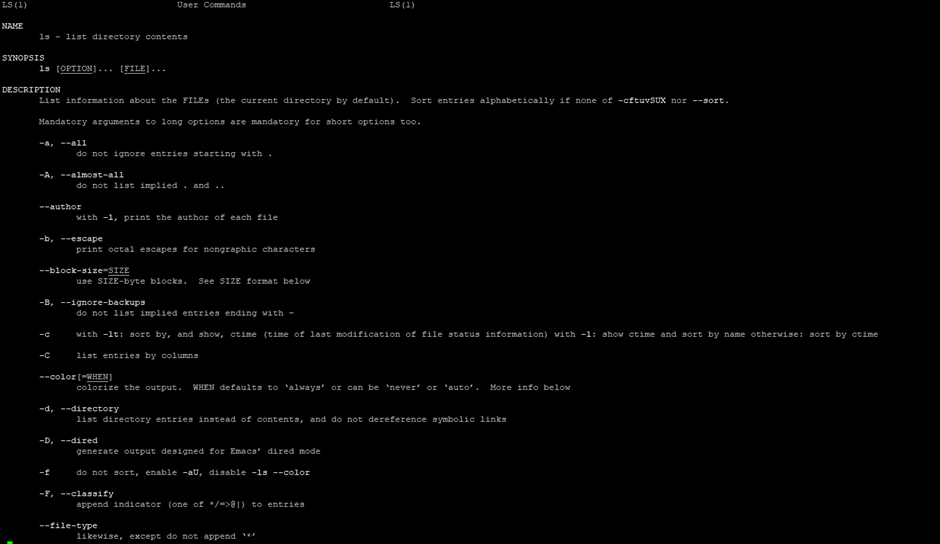 LS(1) User Commands LS(1)
NAME
ls - list directory contents
SYNOPSIS
ls [OPTION]... [FILE]...
DESCRIPTION
List information about the FILEs (the current directory by default). Sort entries alphabetically if none of -cftuvSUX nor --sort.
Mandatory arguments to long options are mandatory for short options too.
-a, --all
do not ignore entries starting with .
-A, --almost-all
do not list implied . and ..
--author
with -l, print the author of each file
-b, --escape
print octal escapes for nongraphic characters
--block-size=SIZE
use SIZE-byte blocks. See SIZE format below
-B, --ignore-backups
do not list implied entries ending with ~
-c with -lt: sort by, and show, ctime (time of last modification of file status information) with -l: show ctime and sort by name otherwise: sort by ctime
-C list entries by columns
--color[=WHEN]
colorize the output. WHEN defaults to ‘always’ or can be ‘never’ or ‘auto’. More info below
-d, --directory
list directory entries instead of contents, and do not dereference symbolic links
-D, --dired
generate output designed for Emacs’ dired mode
-f do not sort, enable -aU, disable -ls --color
-F, --classify
append indicator (one of */=>@|) to entries
--file-type
likewise, except do not append ‘*’